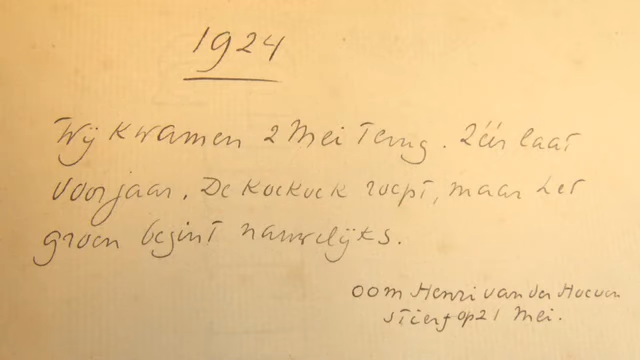 1924
Wij kwamen 2 Mei terug. Zéér laat
voorjaar. De koekoek roept, maar het
groen begint nauwelijks.
oom Henri van der Hoeven
stierf op 21 Mei.